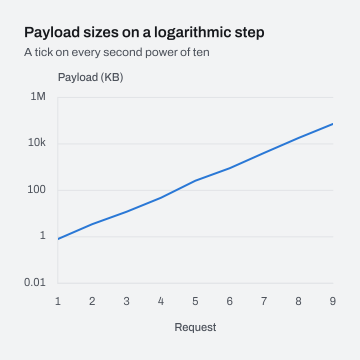 Payload sizes on a logarithmic step
A tick on every second power of ten
Payload (KB)
1M
10k
100
1
0.01
1 2 3 4 5 6 7 8 9
Request